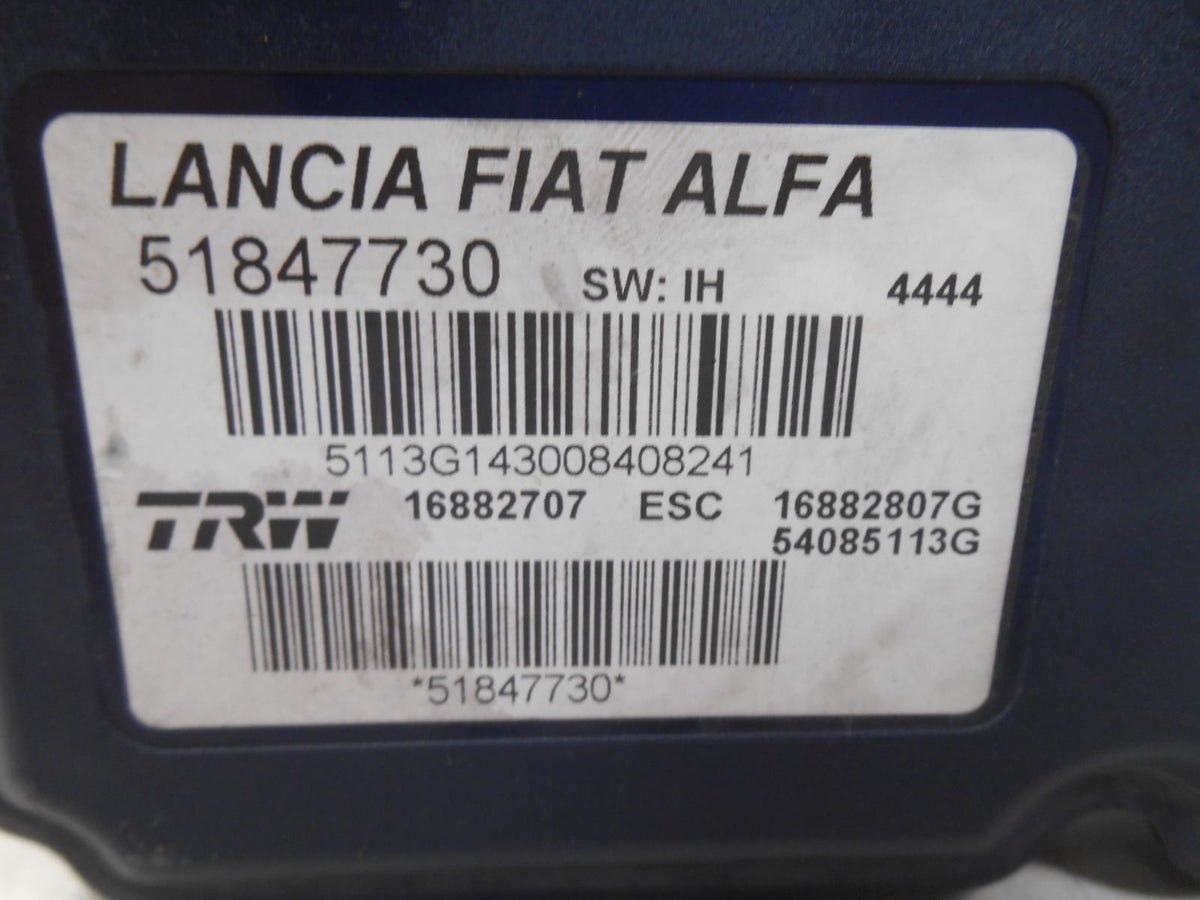 LANCIA FIAT ALFA
51847730 SW: IH 4444
5113G143008408241
TRW 16882707 ESC 16882807G
54085113G
*51847730*